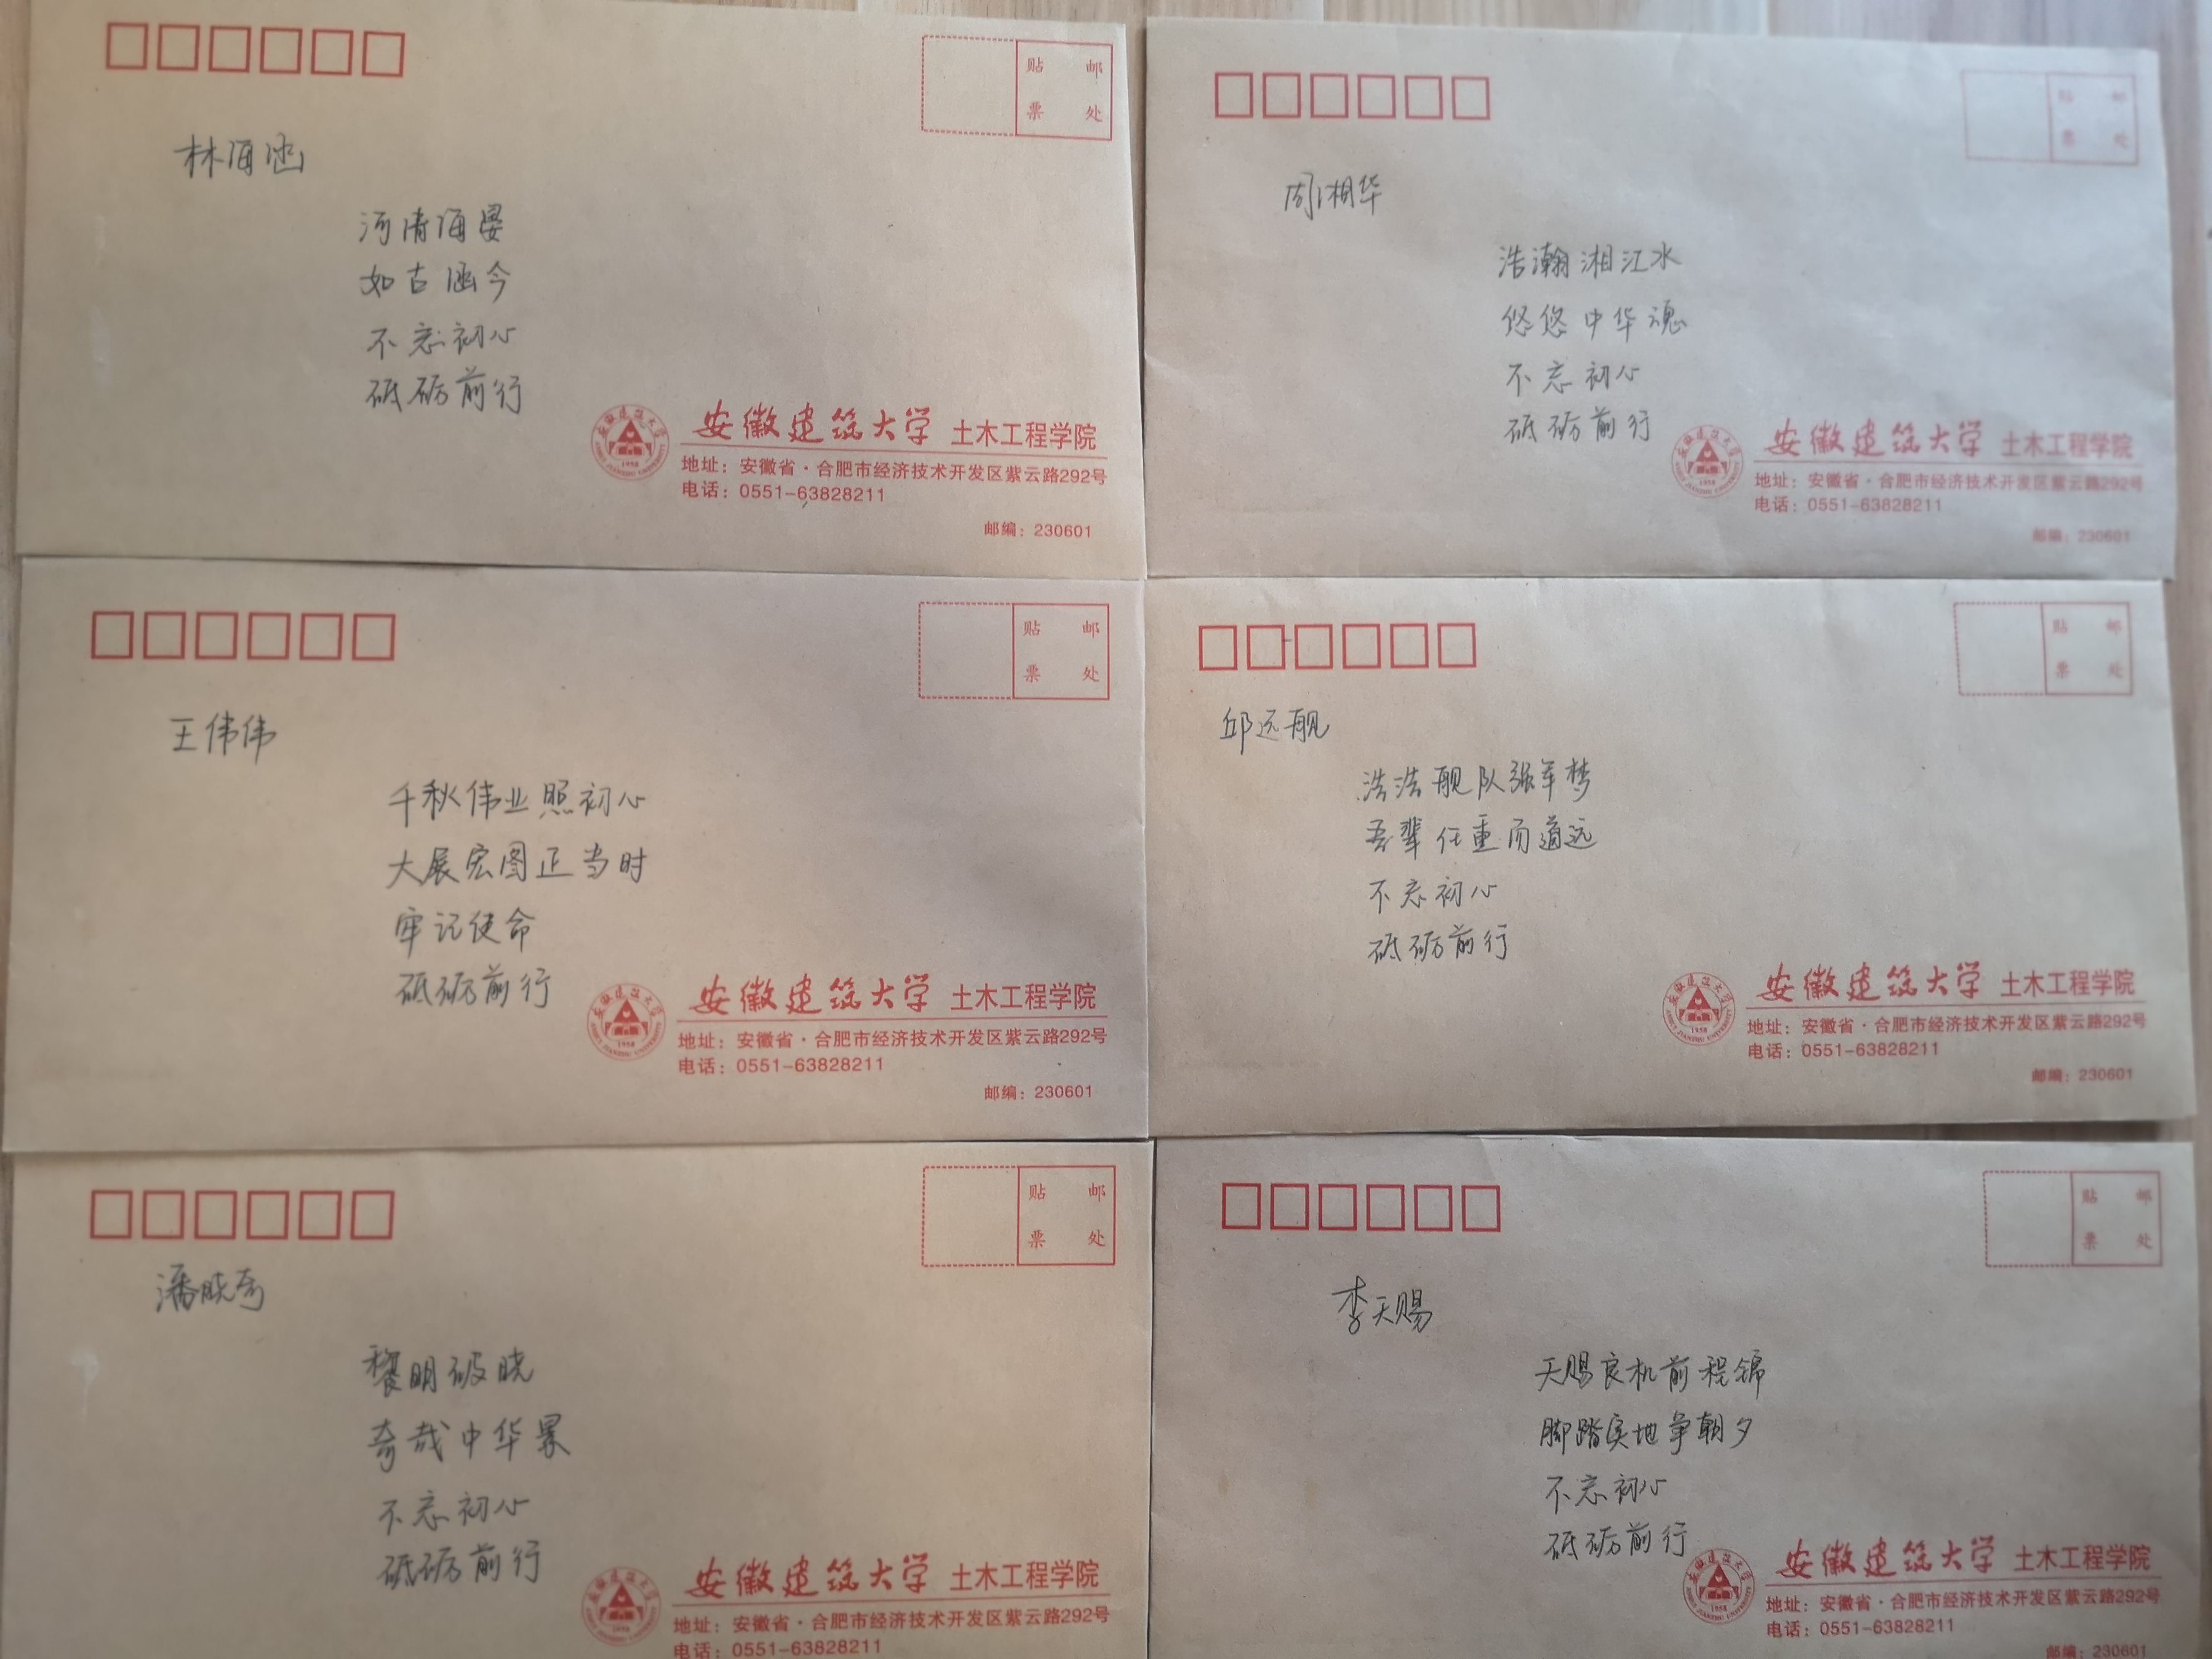 贴 邮
票 处
林海涵
河清海晏
如古涵今
不忘初心
砥砺前行
安徽建筑大学 土木工程学院
地址：安徽省·合肥市经济技术开发区紫云路292号
电话：0551-63828211
邮编：230601
贴 邮
票 处
周湘华
浩瀚湘江水
悠悠中华魂
不忘初心
砥砺前行
安徽建筑大学 土木工程学院
地址：安徽省·合肥市经济技术开发区紫云路292号
电话：0551-63828211
邮编：230601
贴 邮
票 处
王伟伟
千秋伟业照初心
大展宏图正当时
牢记使命
砥砺前行
安徽建筑大学 土木工程学院
地址：安徽省·合肥市经济技术开发区紫云路292号
电话：0551-63828211
邮编：230601
贴 邮
票 处
邱远舰
浩浩舰队强军梦
吾辈任重而道远
不忘初心
砥砺前行
安徽建筑大学 土木工程学院
地址：安徽省·合肥市经济技术开发区紫云路292号
电话：0551-63828211
邮编：230601
贴 邮
票 处
潘晓奇
黎明破晓
奇哉中华景
不忘初心
砥砺前行
安徽建筑大学 土木工程学院
地址：安徽省·合肥市经济技术开发区紫云路292号
电话：0551-63828211
贴 邮
票 处
李天赐
天赐良机前程锦
脚踏实地争朝夕
不忘初心
砥砺前行
安徽建筑大学 土木工程学院
地址：安徽省·合肥市经济技术开发区紫云路292号
电话：0551-63828211
邮编：230601